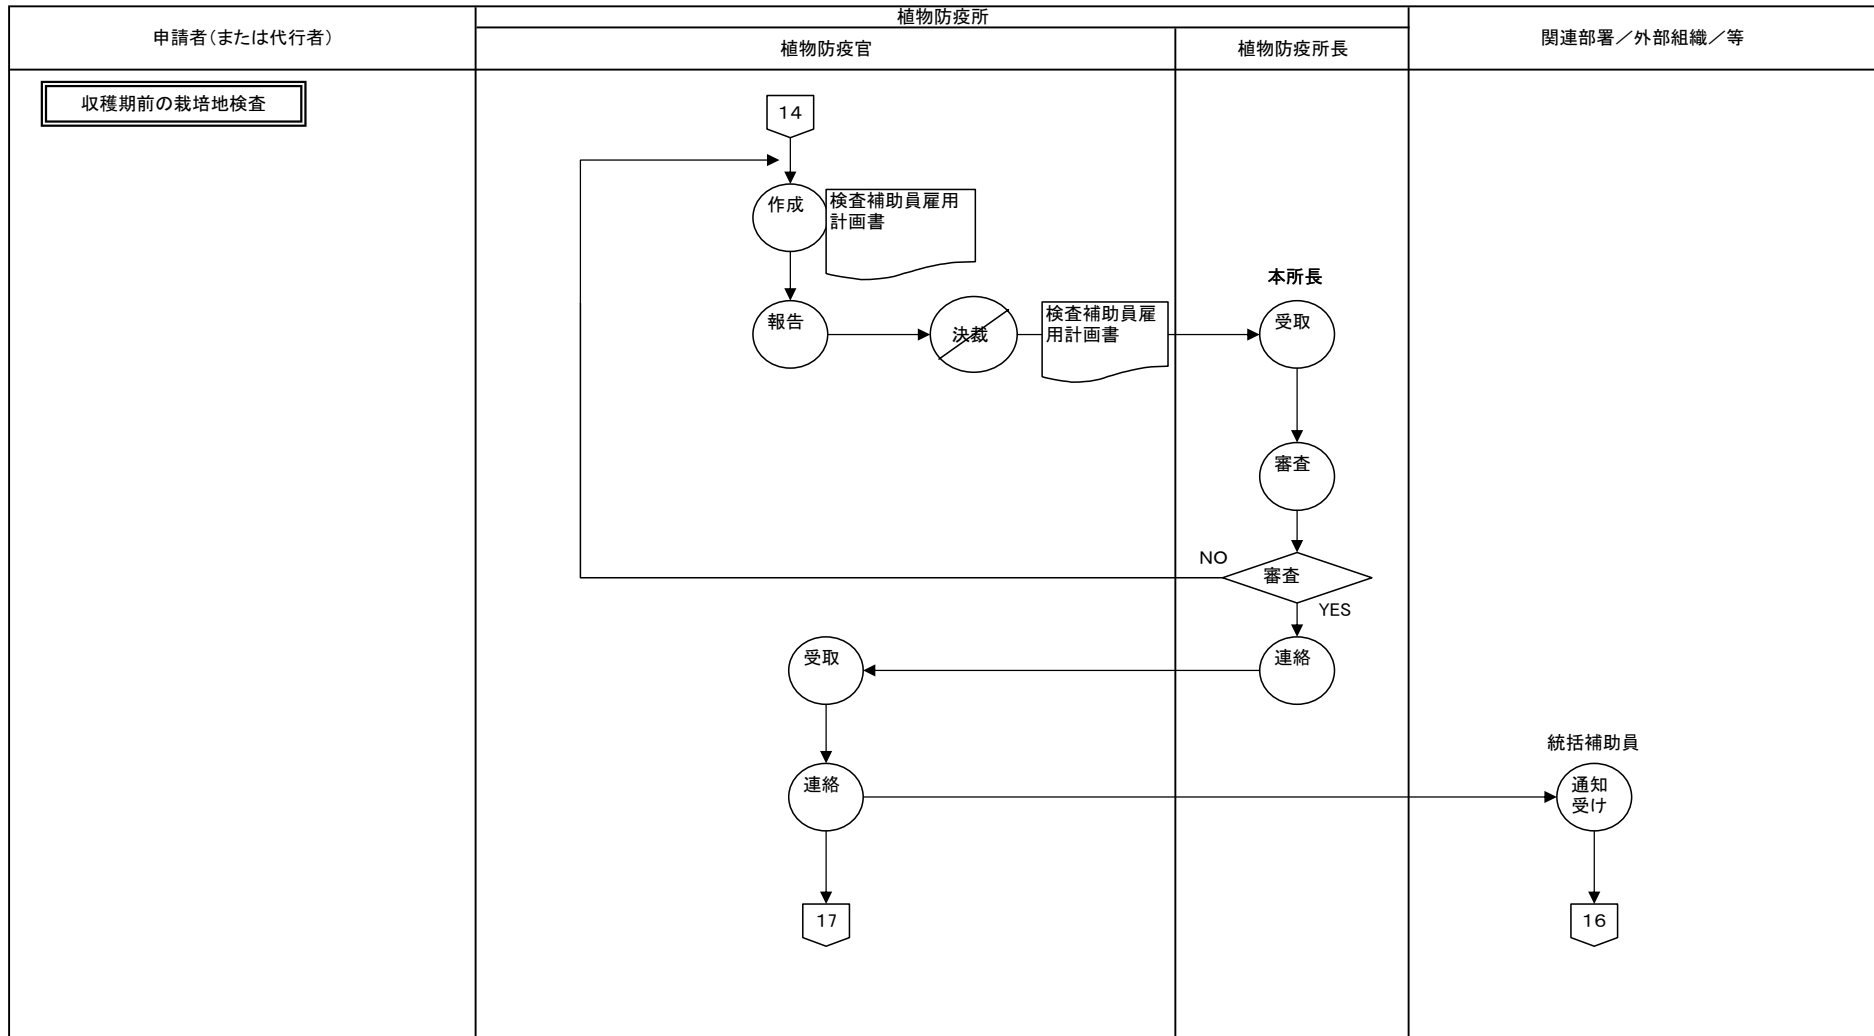 植物防疫所
申請者（または代行者）
植物防疫官
植物防疫所長
関連部署／外部組織／等
収穫期前の栽培地検査
14
作成
検査補助員雇用
計画書
本所長
報告
決裁
検査補助員雇
用計画書
受取
審査
NO
審査
YES
受取
連絡
統括補助員
連絡
通知
受け
17
16